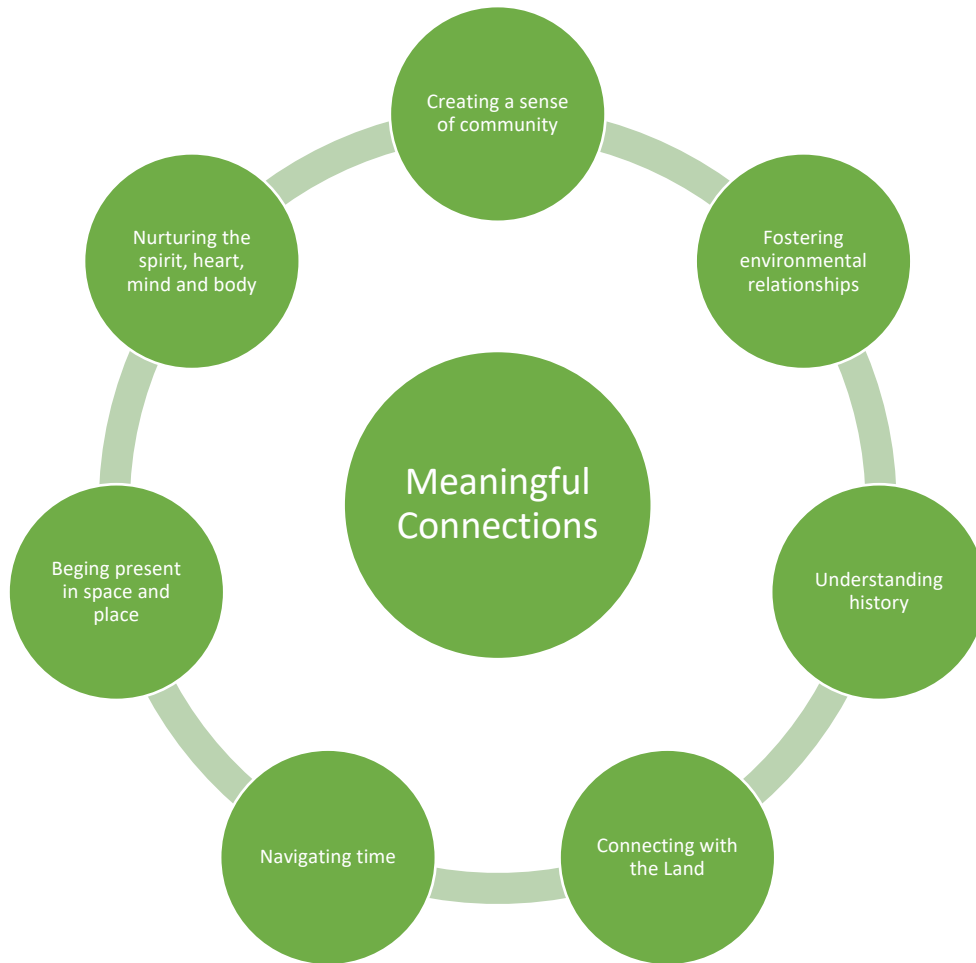 Creating a sense
of community
Fostering
environmental
relationships
Understanding
history
Connecting with
the Land
Navigating time
Beging present
in space and
place
Nurturing the
spirit, heart,
mind and body
Meaningful
Connections